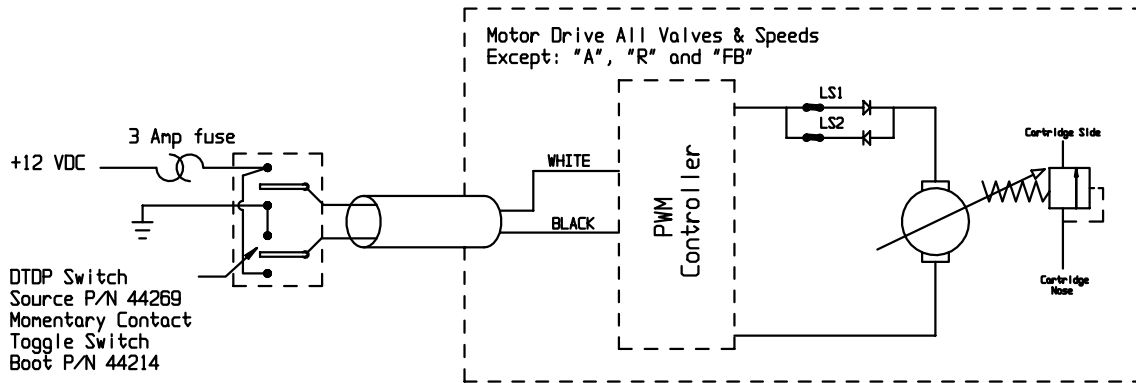 Motor Drive All Valves & Speeds
Except: "A", "R" and "FB"
LS1
LS2
3 Amp fuse
+12 VDC
Cartridge Side
WHITE
BLACK
PWM
Controller
Cartridge
Nose
DTDP Switch
Source P/N 44269
Momentary Contact
Toggle Switch
Boot P/N 44214